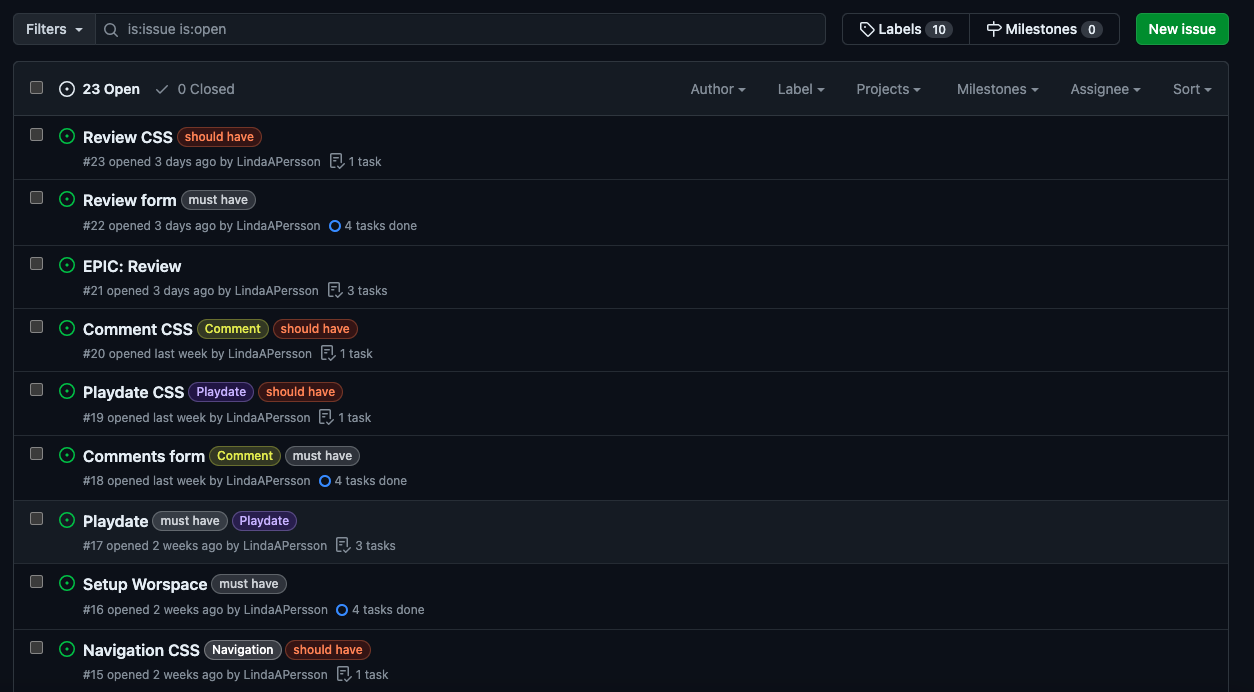 Filters is:issue is:open Labels 10 Milestones 0 New issue
23 Open 0 Closed Author Label Projects Milestones Assignee Sort
Review CSS should have
#23 opened 3 days ago by LindaAPersson 1 task
Review form must have
#22 opened 3 days ago by LindaAPersson 4 tasks done
EPIC: Review
#21 opened 3 days ago by LindaAPersson 3 tasks
Comment CSS Comment should have
#20 opened last week by LindaAPersson 1 task
Playdate CSS Playdate should have
#19 opened last week by LindaAPersson 1 task
Comments form Comment must have
#18 opened last week by LindaAPersson 4 tasks done
Playdate must have Playdate
#17 opened 2 weeks ago by LindaAPersson 3 tasks
Setup Worspace must have
#16 opened 2 weeks ago by LindaAPersson 4 tasks done
Navigation CSS Navigation should have
#15 opened 2 weeks ago by LindaAPersson 1 task